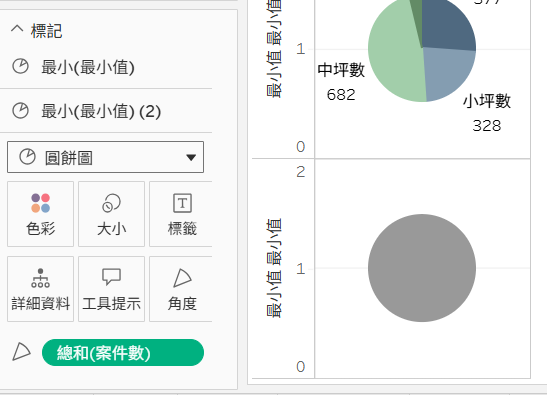 標記
最小(最小值)
最小(最小值) (2)
圓餅圖
色彩
大小
標籤
詳細資料
工具提示
角度
總和(案件數)
最小值 最小值
1
0
377
中坪數
682
小坪數
328
最小值 最小值
2
1
0